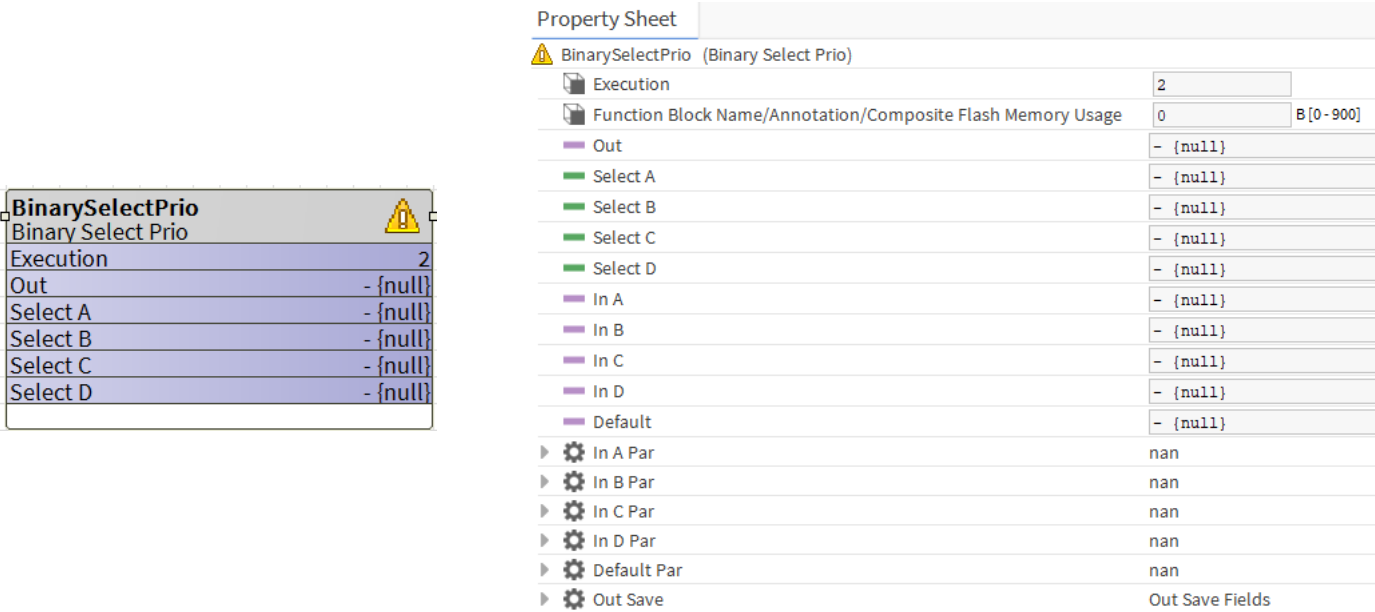 BinarySelectPrio
Binary Select Prio
Execution 2
Out - {null}
Select A - {null}
Select B - {null}
Select C - {null}
Select D - {null}
Property Sheet
BinarySelectPrio (Binary Select Prio)
Execution 2
Function Block Name/Annotation/Composite Flash Memory Usage 0 B [0 - 900]
Out - {null}
Select A - {null}
Select B - {null}
Select C - {null}
Select D - {null}
In A - {null}
In B - {null}
In C - {null}
In D - {null}
Default - {null}
In A Par nan
In B Par nan
In C Par nan
In D Par nan
Default Par nan
Out Save Out Save Fields